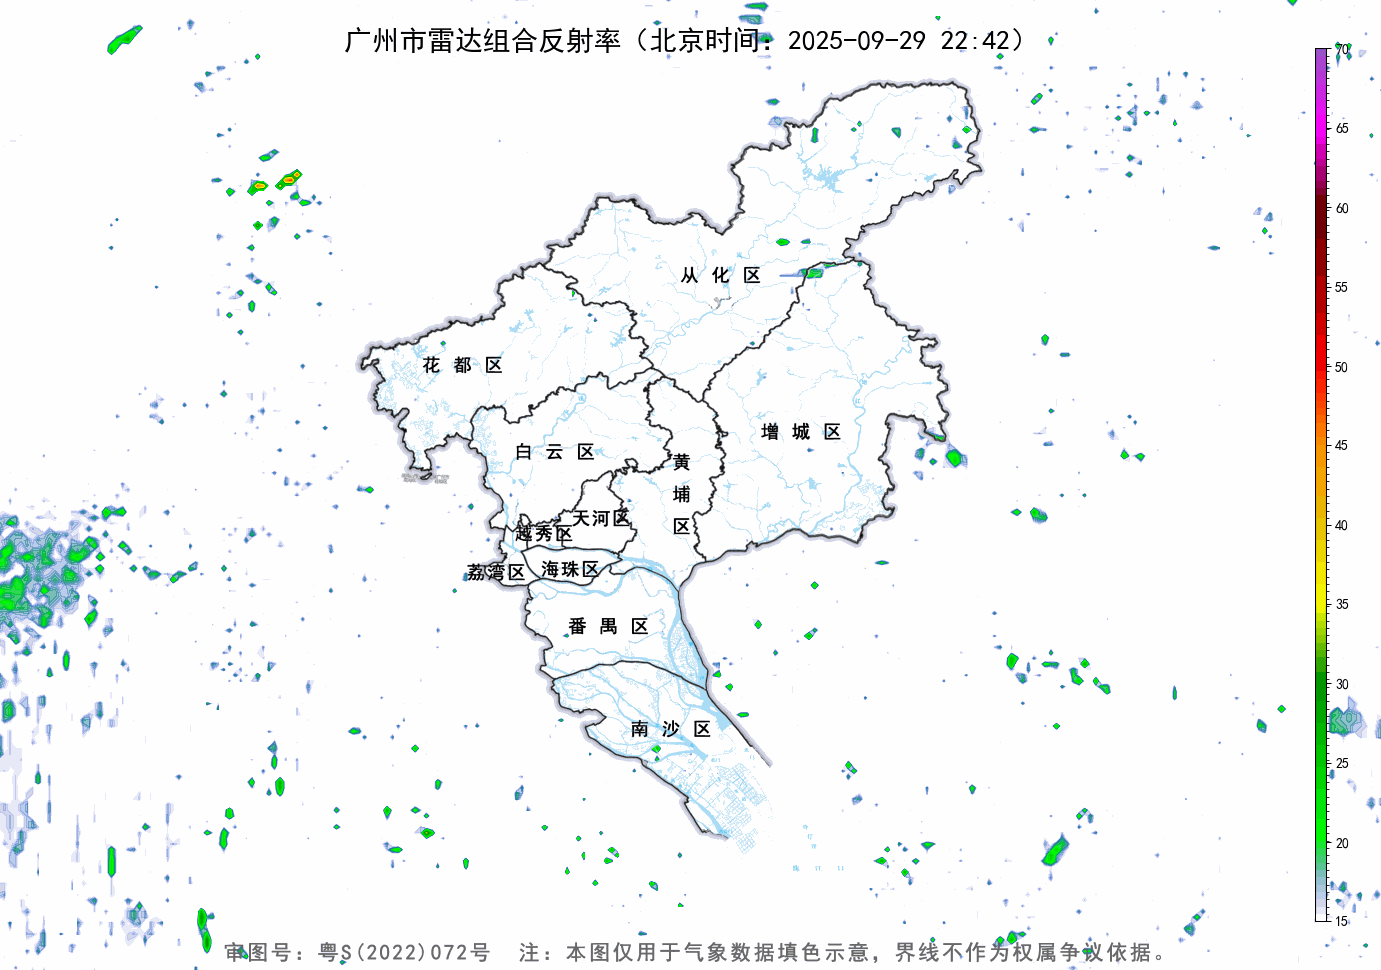 广州市雷达组合反射率（北京时间：2025-09-29 22:42）
70
65
60
55
50
45
40
35
30
25
20
15
从化区
花都区
增城区
白云区
黄埔区
天河区
越秀区
荔湾区
海珠区
番禺区
南沙区
审图号：粤S(2022)072号 注：本图仅用于气象数据填色示意，界线不作为权属争议依据。